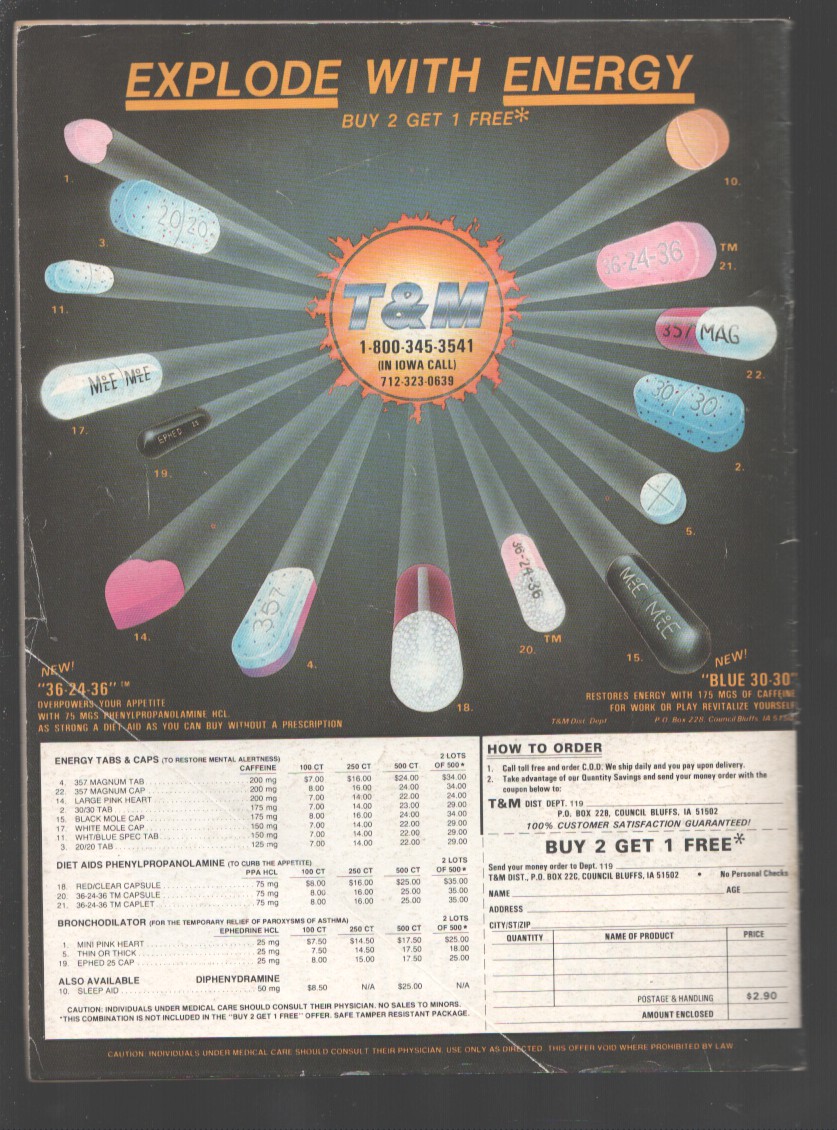 EXPLODE WITH ENERGY
BUY 2 GET 1 FREE*
1.
10.
20 20
3.
36-24-36
TM
21.
11.
T&M
1-800-345-3541
(IN IOWA CALL)
712-323-0639
357 MAG
22.
MoE MoE
17.
30 30
2.
EPHED 25
19.
5.
36-24-36
TM
20.
MoE MoE
15.
14.
357
4.
18.
NEW!
"36-24-36" TM
OVERPOWERS YOUR APPETITE
WITH 75 MGS PHENYLPROPANOLAMINE HCL.
AS STRONG A DIET AID AS YOU CAN BUY WITHOUT A PRESCRIPTION
NEW!
"BLUE 30-30"
RESTORES ENERGY WITH 175 MGS OF CAFFEINE
FOR WORK OR PLAY REVITALIZE YOURSELF
T&M Dist. Dept P.O. Box 228, Council Bluffs, IA
ENERGY TABS & CAPS (TO RESTORE MENTAL ALERTNESS)
CAFFEINE 100 CT 250 CT 500 CT 2 LOTS OF 500*
4. 357 MAGNUM TAB 200 mg $7.00 $16.00 $24.00 $34.00
22. 357 MAGNUM CAP 200 mg 8.00 16.00 24.00 34.00
14. LARGE PINK HEART 200 mg 7.00 14.00 22.00 24.00
2. 30/30 TAB 175 mg 7.00 14.00 23.00 29.00
15. BLACK MOLE CAP 175 mg 8.00 16.00 24.00 34.00
17. WHITE MOLE CAP 150 mg 7.00 14.00 22.00 29.00
11. WHT/BLUE SPEC TAB 150 mg 7.00 14.00 22.00 29.00
3. 20/20 TAB 125 mg 7.00 14.00 22.00 29.00
DIET AIDS PHENYLPROPANOLAMINE (TO CURB THE APPETITE)
PPA HCL 100 CT 250 CT 500 CT 2 LOTS OF 500*
18. RED/CLEAR CAPSULE 75 mg $8.00 $16.00 $25.00 $35.00
20. 36-24-36 TM CAPSULE 75 mg 8.00 16.00 25.00 35.00
21. 36-24-36 TM CAPLET 75 mg 8.00 16.00 25.00 35.00
BRONCHODILATOR (FOR THE TEMPORARY RELIEF OF PAROXYSMS OF ASTHMA)
EPHEDRINE HCL 100 CT 250 CT 500 CT 2 LOTS OF 500*
1. MINI PINK HEART 25 mg $7.50 $14.50 $17.50 $25.00
5. THIN OR THICK 25 mg 7.50 14.50 17.50 18.00
19. EPHED 25 CAP 25 mg 8.00 15.00 17.50 25.00
ALSO AVAILABLE DIPHENYDRAMINE
10. SLEEP AID 50 mg $8.50 N/A $25.00 N/A
CAUTION: INDIVIDUALS UNDER MEDICAL CARE SHOULD CONSULT THEIR PHYSICIAN. NO SALES TO MINORS.
*THIS COMBINATION IS NOT INCLUDED IN THE "BUY 2 GET 1 FREE" OFFER. SAFE TAMPER RESISTANT PACKAGE.
HOW TO ORDER
1. Call toll free and order C.O.D. We ship daily and you pay upon delivery.
2. Take advantage of our Quantity Savings and send your money order with the
coupon below to:
T&M DIST DEPT. 119
P.O. BOX 228, COUNCIL BLUFFS, IA 51502
100% CUSTOMER SATISFACTION GUARANTEED!
BUY 2 GET 1 FREE*
Send your money order to Dept. 119
T&M DIST., P.O. BOX 22C, COUNCIL BLUFFS, IA 51502 • No Personal Checks
NAME AGE
ADDRESS
CITY/ST/ZIP
QUANTITY NAME OF PRODUCT PRICE
POSTAGE & HANDLING $2.90
AMOUNT ENCLOSED
CAUTION: INDIVIDUALS UNDER MEDICAL CARE SHOULD CONSULT THEIR PHYSICIAN. USE ONLY AS DIRECTED. THIS OFFER VOID WHERE PROHIBITED BY LAW